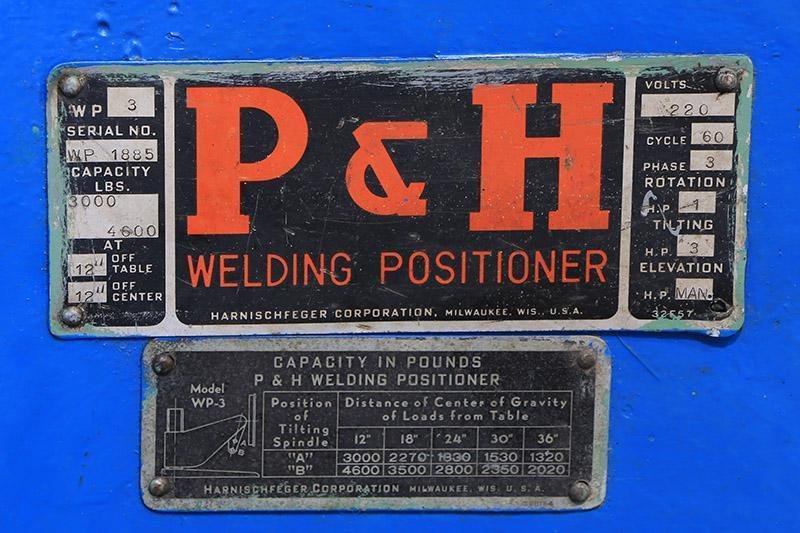 WP 3
SERIAL NO.
WP 1885
CAPACITY
LBS.
3000
4600
AT
12" OFF TABLE
12" OFF CENTER
P & H
WELDING POSITIONER
HARNISCHFEGER CORPORATION, MILWAUKEE, WIS., U.S.A.
VOLTS
220
CYCLE 60
PHASE 3
ROTATION
H.P. 1
TILTING
H.P. 3
ELEVATION
H.P. MAN.
32557
CAPACITY IN POUNDS
P & H WELDING POSITIONER
Model
WP-3
A
B
Position
of
Tilting
Spindle
Distance of Center of Gravity
of Loads from Table
12" 18" 24" 30" 36"
"A" 3000 2270 1830 1530 1320
"B" 4600 3500 2800 2350 2020
HARNISCHFEGER CORPORATION MILWAUKEE, WIS. U.S.A.